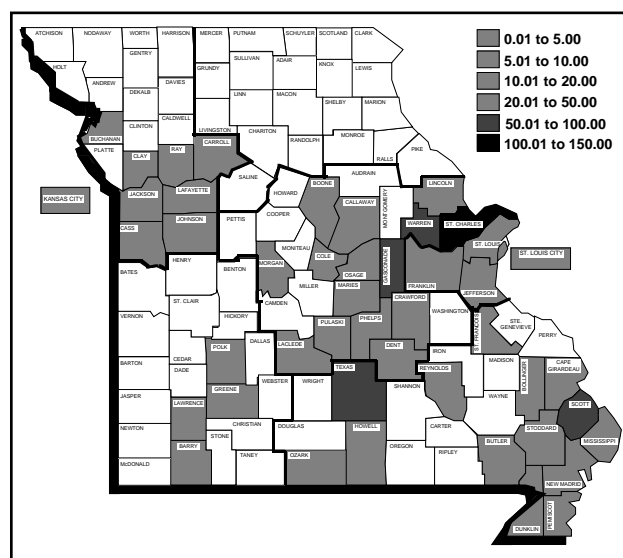 ATCHISON
NODAWAY
WORTH
HARRISON
MERCER
PUTNAM
SCHUYLER
SCOTLAND
CLARK
0.01 to 5.00
5.01 to 10.00
10.01 to 20.00
20.01 to 50.00
50.01 to 100.00
100.01 to 150.00
HOLT
GENTRY
SULLIVAN
ADAIR
KNOX
LEWIS
GRUNDY
ANDREW
DEKALB
DAVIES
LINN
MACON
SHELBY
MARION
CLINTON
CALDWELL
LIVINGSTON
CHARITON
RANDOLPH
MONROE
RALLS
PIKE
BUCHANAN
PLATTE
CLAY
RAY
CARROLL
SALINE
HOWARD
BOONE
AUDRAIN
MONTGOMERY
LINCOLN
KANSAS CITY
JACKSON
LAFAYETTE
CALLAWAY
WARREN
ST. CHARLES
ST. LOUIS
ST. LOUIS CITY
CASS
JOHNSON
PETTIS
COOPER
MONITEAU
COLE
OSAGE
GASCONADE
FRANKLIN
JEFFERSON
BATES
HENRY
BENTON
MORGAN
MILLER
MARIES
CAMDEN
CRAWFORD
WASHINGTON
ST. FRANCOIS
STE.
GENEVIEVE
PERRY
VERNON
ST. CLAIR
HICKORY
PULASKI
PHELPS
BARTON
CEDAR
DADE
POLK
DALLAS
LACLEDE
DENT
IRON
REYNOLDS
MADISON
BOLLINGER
CAPE
GIRARDEAU
JASPER
LAWRENCE
GREENE
WEBSTER
WRIGHT
TEXAS
SHANNON
WAYNE
SCOTT
NEWTON
CHRISTIAN
DOUGLAS
HOWELL
CARTER
STODDARD
MISSISSIPPI
McDONALD
BARRY
STONE
TANEY
OZARK
OREGON
RIPLEY
BUTLER
NEW MADRID
DUNKLIN
PEMISCOT